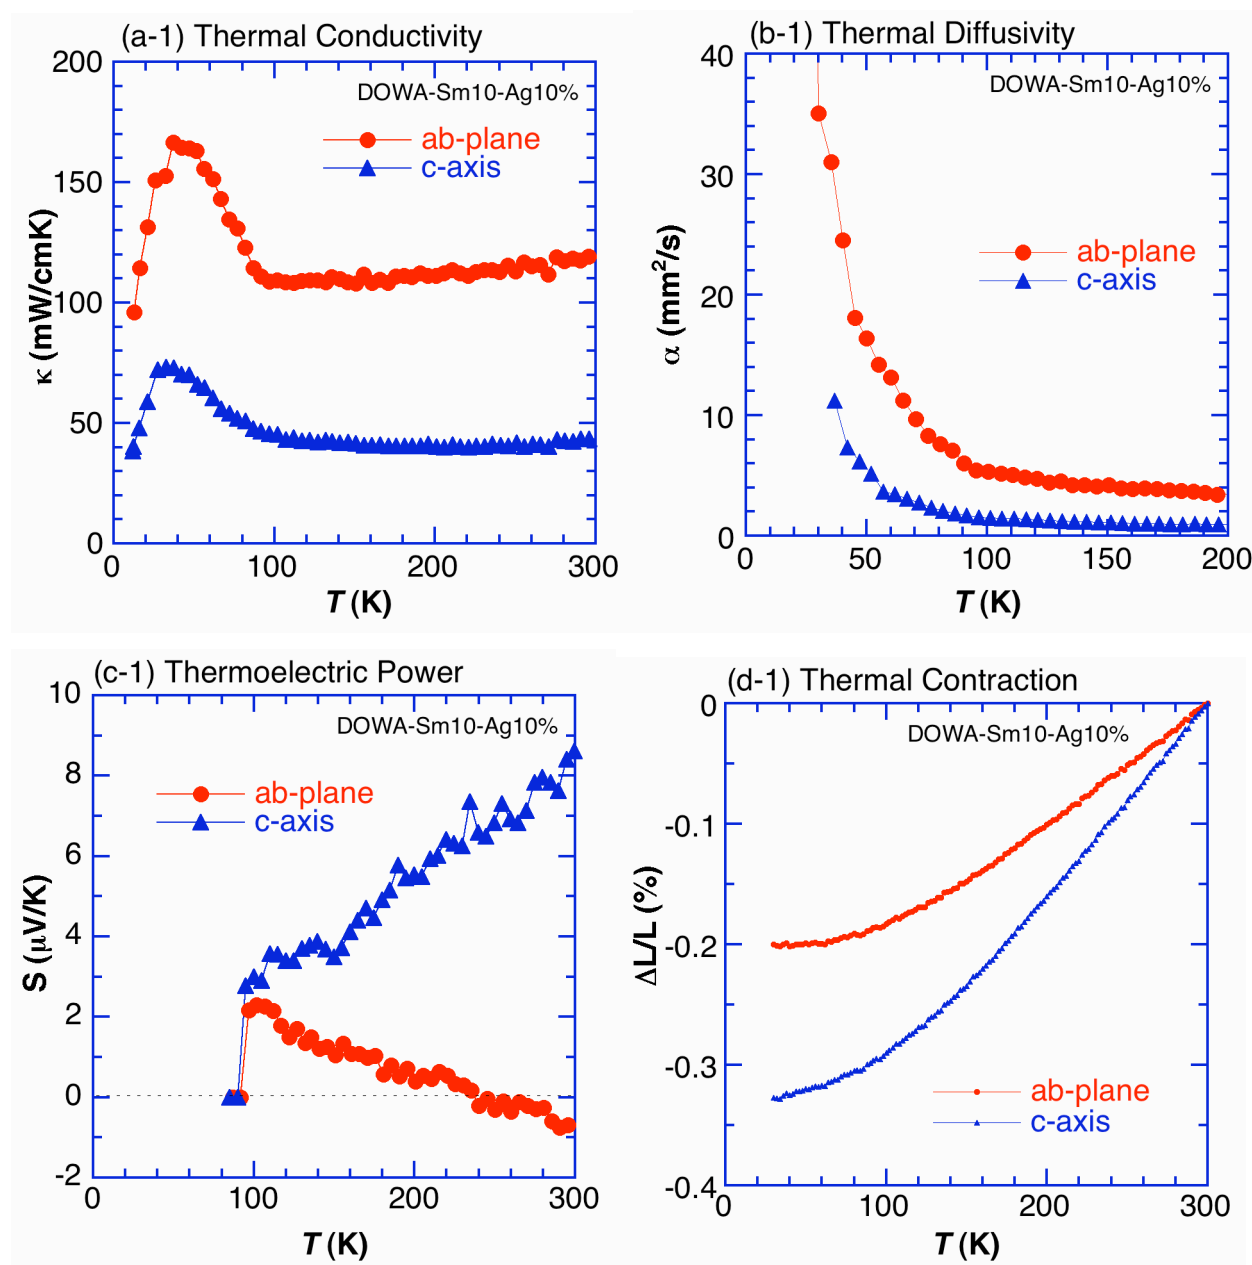 (a-1) Thermal Conductivity
DOWA-Sm10-Ag10%
ab-plane
c-axis
200
150
100
50
0
κ (mW/cmK)
0 100 200 300
T (K)
(b-1) Thermal Diffusivity
DOWA-Sm10-Ag10%
ab-plane
c-axis
40
30
20
10
0
α (mm²/s)
0 50 100 150 200
T (K)
(c-1) Thermoelectric Power
DOWA-Sm10-Ag10%
ab-plane
c-axis
10
8
6
4
2
0
-2
S (μV/K)
0 100 200 300
T (K)
(d-1) Thermal Contraction
DOWA-Sm10-Ag10%
0
-0.1
-0.2
-0.3
-0.4
ΔL/L (%)
ab-plane
c-axis
0 100 200 300
T (K)